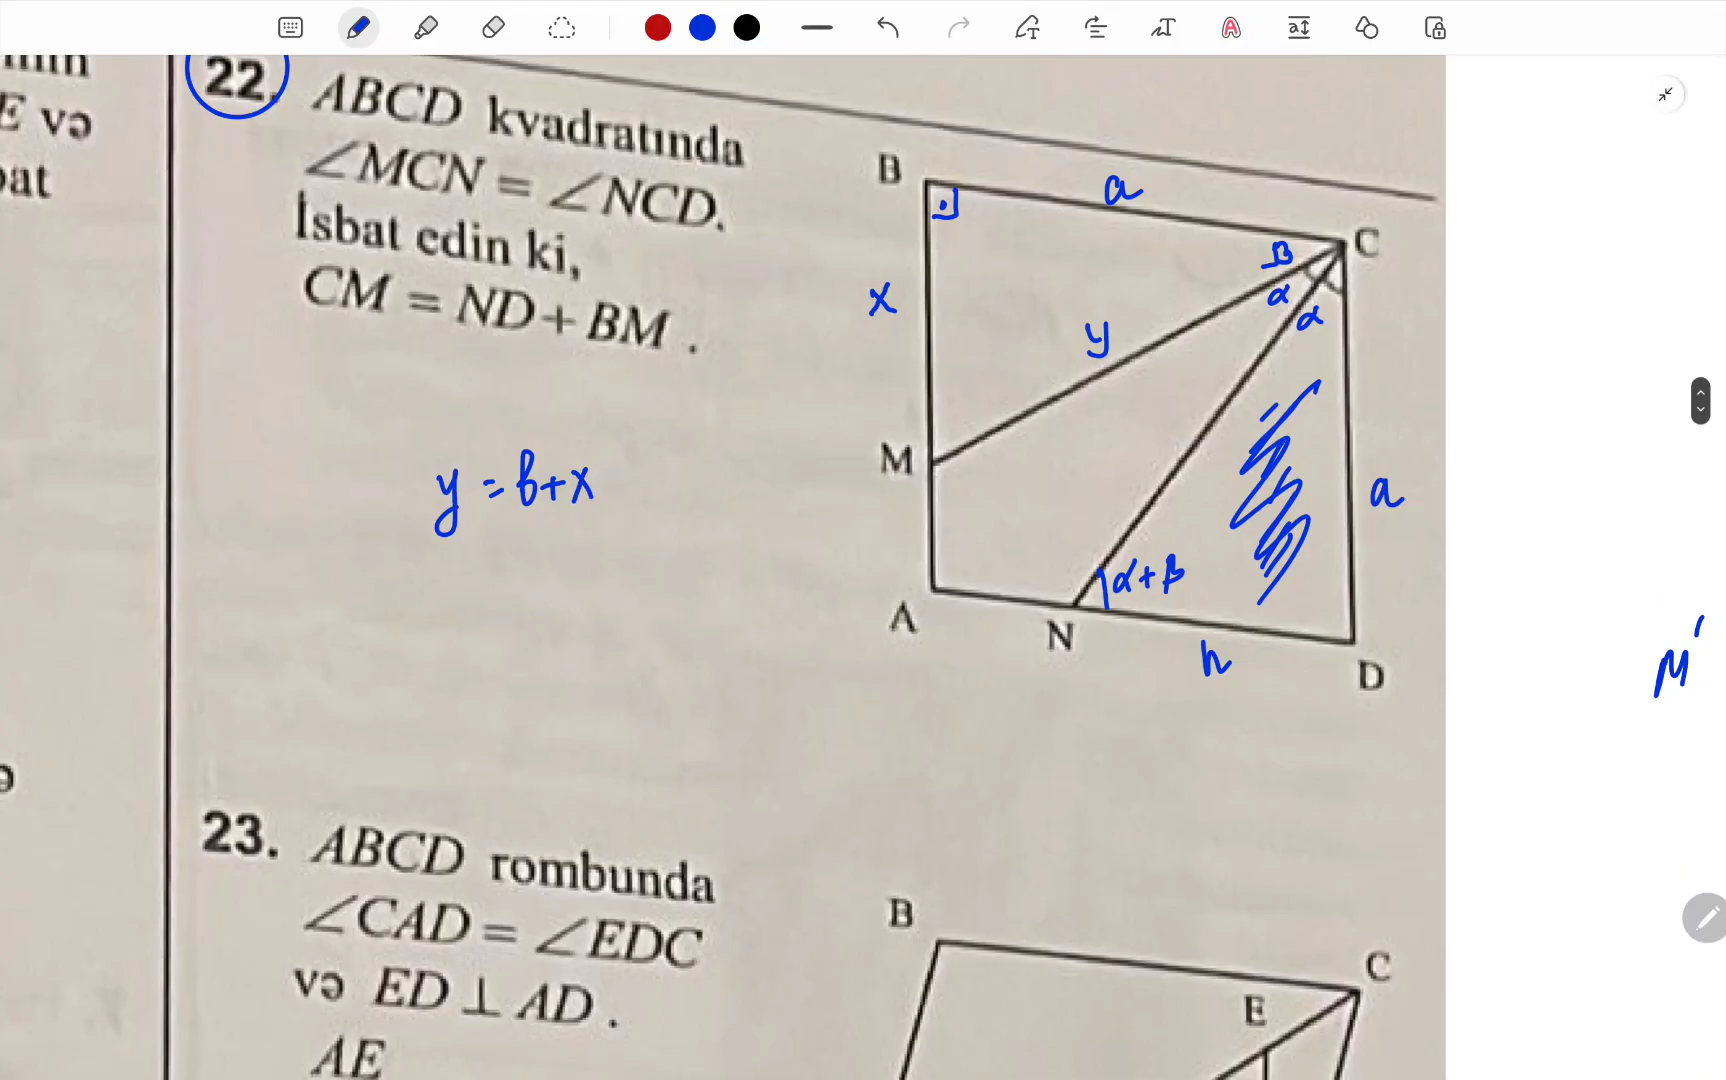 E və
22. ABCD kvadratında
∠MCN = ∠NCD.
İsbat edin ki,
CM = ND + BM .
y = b+x
B
a
C
β
α
α
x
y
M
a
α+β
A
N
h
D
M'
ə
23. ABCD rombunda
∠CAD = ∠EDC
və ED ⊥ AD .
AE
B
C
E